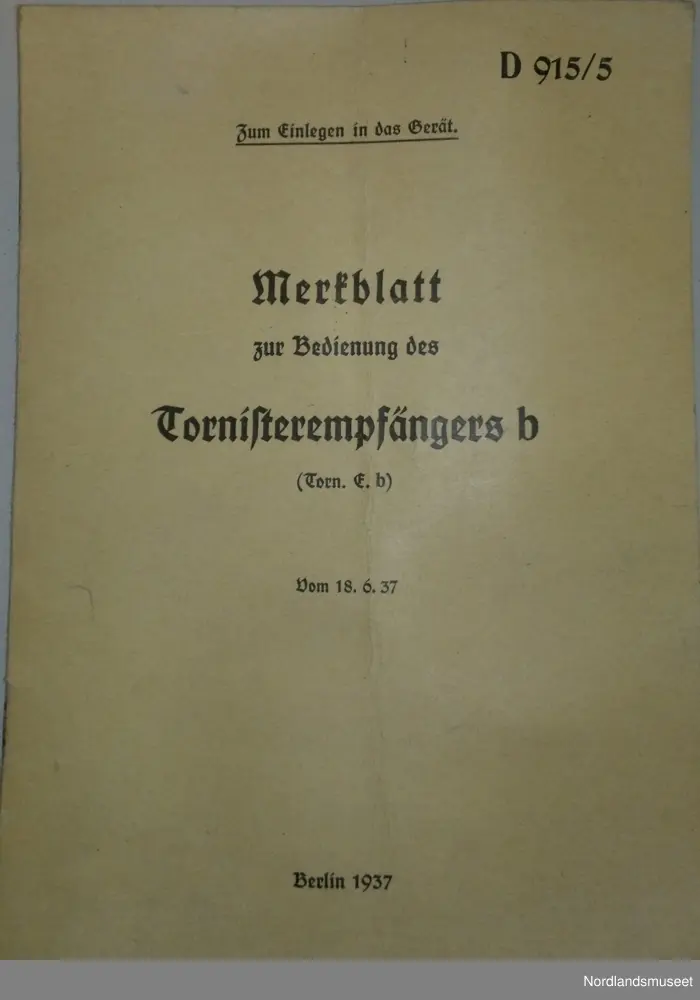 D 915/5
Zum Einlegen in das Gerät.
Merkblatt
zur Bedienung des
Torniſterempfängers b
(Torn. E. b)
Vom 18. 6. 37
Berlin 1937
Nordlandsmuseet